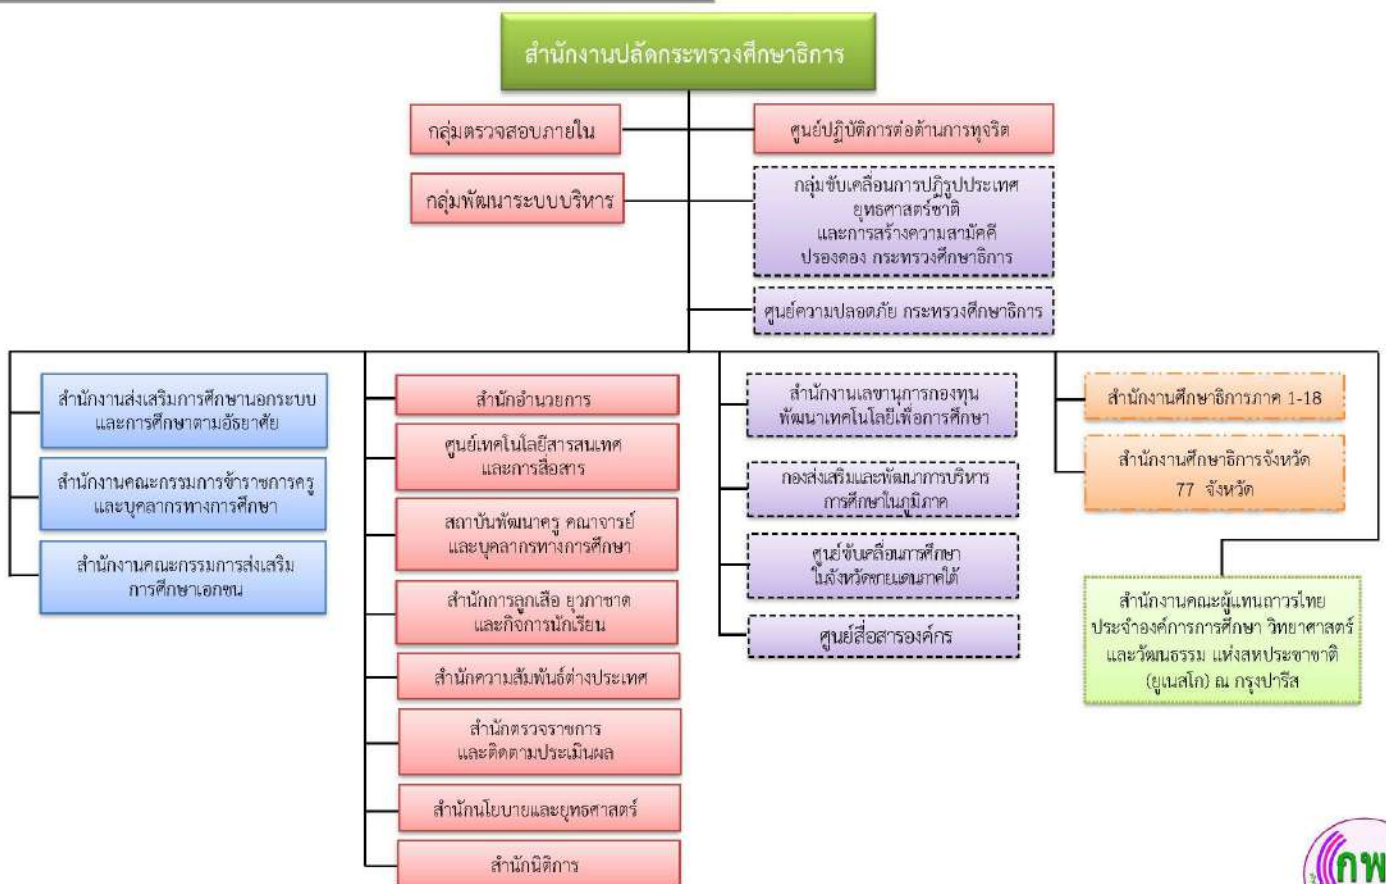 สำนักงานปลัดกระทรวงศึกษาธิการ
กลุ่มตรวจสอบภายใน
ศูนย์ปฏิบัติการต่อต้านการทุจริต
กลุ่มพัฒนาระบบบริหาร
กลุ่มขับเคลื่อนการปฏิรูปประเทศ
ยุทธศาสตร์ชาติ
และการสร้างความสามัคคี
ปรองดอง กระทรวงศึกษาธิการ
ศูนย์ความปลอดภัย กระทรวงศึกษาธิการ
สำนักงานส่งเสริมการศึกษานอกระบบ
และการศึกษาตามอัธยาศัย
สำนักงานคณะกรรมการข้าราชการครู
และบุคลากรทางการศึกษา
สำนักงานคณะกรรมการส่งเสริม
การศึกษาเอกชน
สำนักอำนวยการ
ศูนย์เทคโนโลยีสารสนเทศ
และการสื่อสาร
สถาบันพัฒนาครู คณาจารย์
และบุคลากรทางการศึกษา
สำนักการลูกเสือ ยุวกาชาด
และกิจการนักเรียน
สำนักความสัมพันธ์ต่างประเทศ
สำนักตรวจราชการ
และติดตามประเมินผล
สำนักนโยบายและยุทธศาสตร์
สำนักนิติการ
สำนักงานเลขานุการกองทุน
พัฒนาเทคโนโลยีเพื่อการศึกษา
กองส่งเสริมและพัฒนาการบริหาร
การศึกษาในภูมิภาค
ศูนย์ขับเคลื่อนการศึกษา
ในจังหวัดชายแดนภาคใต้
ศูนย์สื่อสารองค์กร
สำนักงานศึกษาธิการภาค 1-18
สำนักงานศึกษาธิการจังหวัด
77 จังหวัด
สำนักงานคณะผู้แทนถาวรไทย
ประจำองค์การการศึกษา วิทยาศาสตร์
และวัฒนธรรม แห่งสหประชาชาติ
(ยูเนสโก) ณ กรุงปารีส